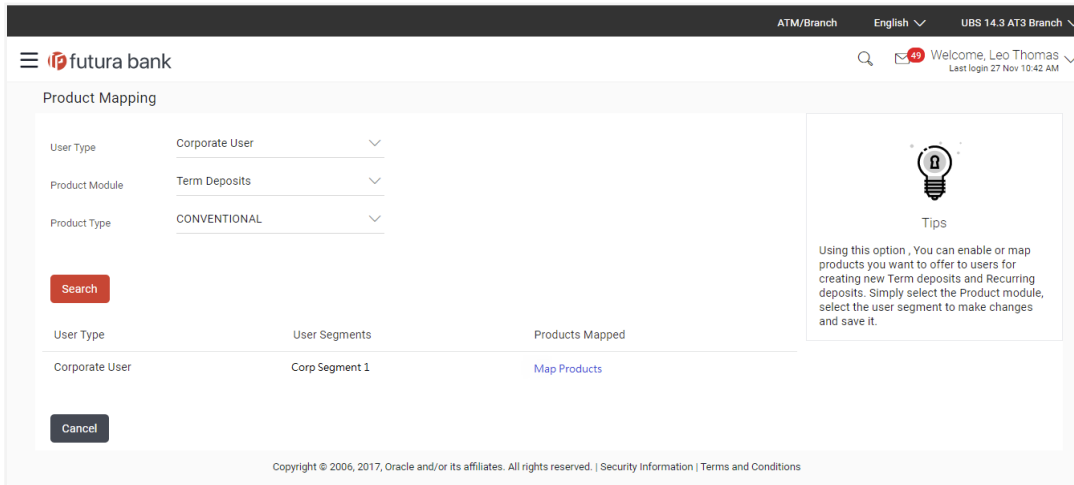 ATM/Branch English UBS 14.3 AT3 Branch
futura bank 49 Welcome, Leo Thomas
Last login 27 Nov 10:42 AM
Product Mapping
User Type Corporate User
Product Module Term Deposits
Product Type CONVENTIONAL
Search
Tips
Using this option , You can enable or map
products you want to offer to users for
creating new Term deposits and Recurring
deposits. Simply select the Product module,
select the user segment to make changes
and save it.
User Type User Segments Products Mapped
Corporate User Corp Segment 1 Map Products
Cancel
Copyright © 2006, 2017, Oracle and/or its affiliates. All rights reserved. | Security Information | Terms and Conditions